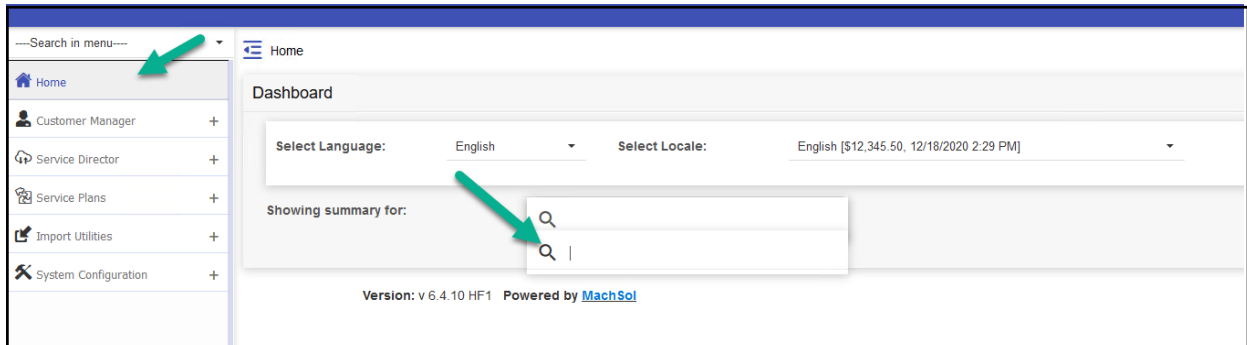 ----Search in menu----
Home
Home
Dashboard
Customer Manager +
Service Director +
Service Plans +
Import Utilities +
System Configuration +
Select Language: English Select Locale: English [$12,345.50, 12/18/2020 2:29 PM]
Showing summary for:
Version: v 6.4.10 HF1 Powered by MachSol